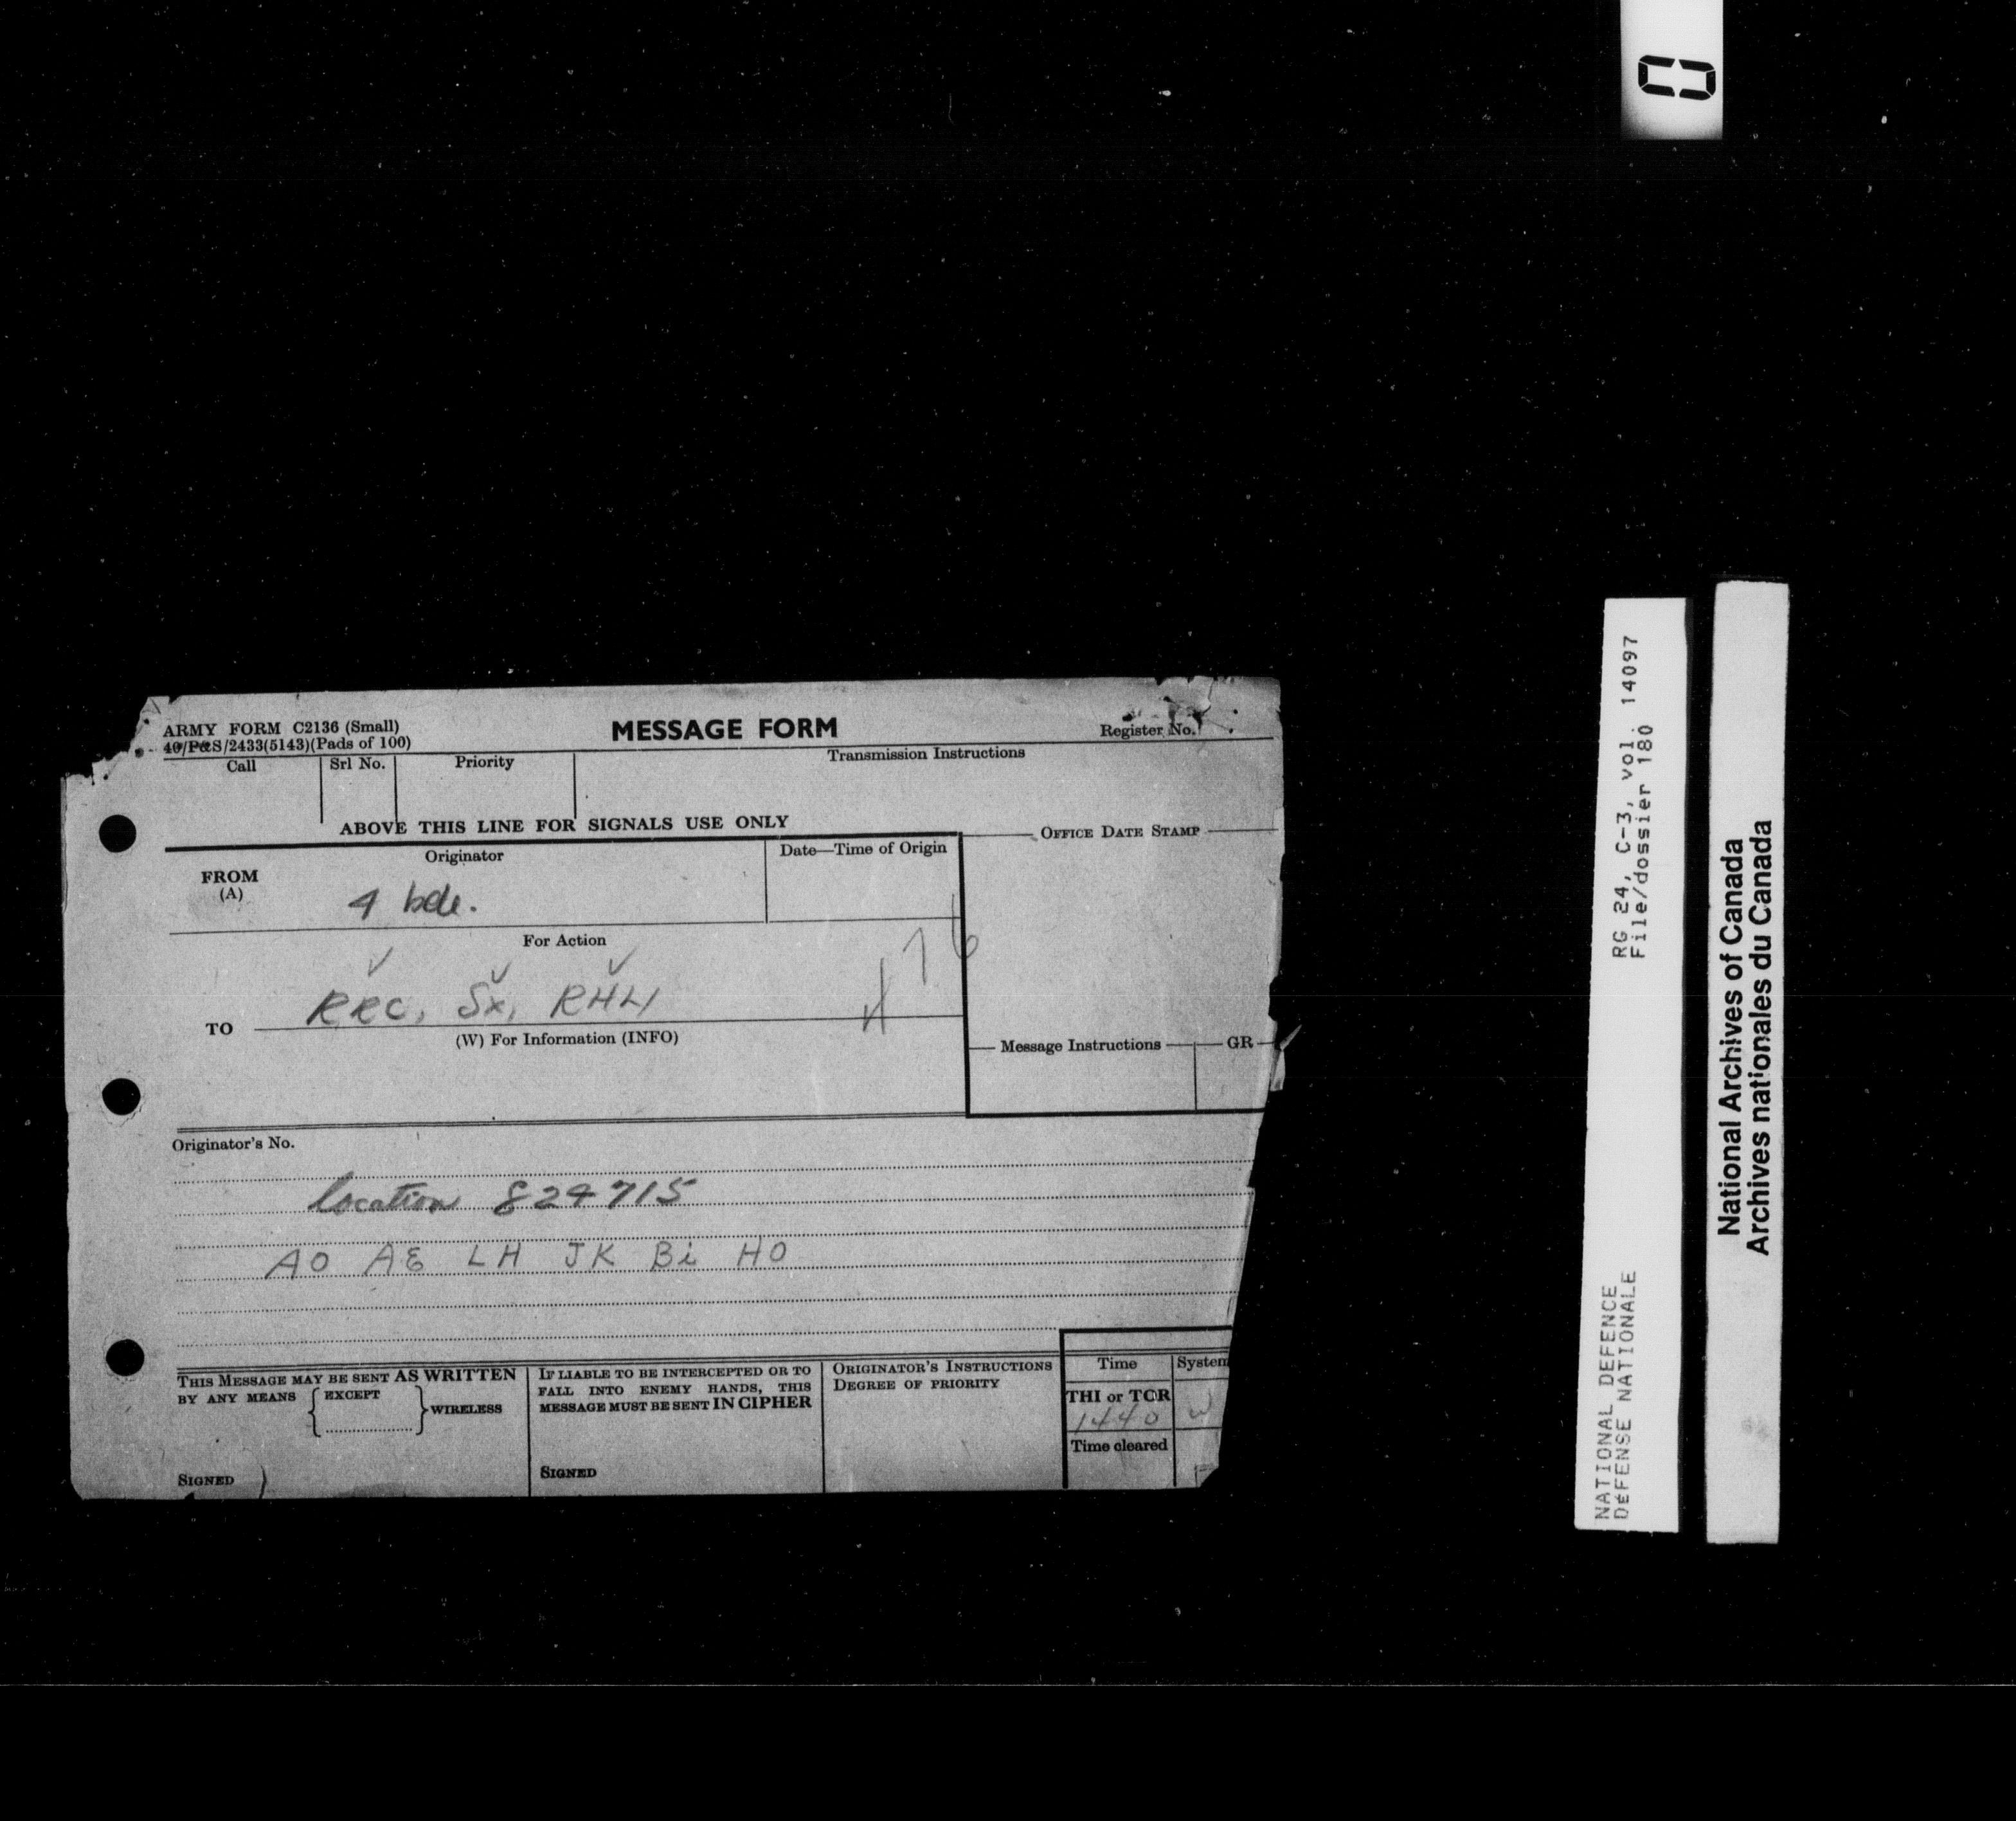 ARMY FORM C2136 (Small)
40/P&S/2433(5143)(Pads of 100)
MESSAGE FORM
Register No.
Call
Srl No.
Priority
Transmission Instructions
ABOVE THIS LINE FOR SIGNALS USE ONLY
OFFICE DATE STAMP
FROM
(A)
Originator
Date—Time of Origin
4 bde.
For Action
76
TO
RRC, Sx, RHLI
(W) For Information (INFO)
Message Instructions
GR
Originator's No.
location 824715
AO AE LH JK Bi HO
THIS MESSAGE MAY BE SENT AS WRITTEN
BY ANY MEANS { EXCEPT } WIRELESS
SIGNED
IF LIABLE TO BE INTERCEPTED OR TO
FALL INTO ENEMY HANDS, THIS
MESSAGE MUST BE SENT IN CIPHER
SIGNED
ORIGINATOR'S INSTRUCTIONS
DEGREE OF PRIORITY
Time
System
THI or TOR
1440 W
Time cleared
RG 24, C-3, vol. 14097
File/dossier 180
NATIONAL DEFENCE
DÉFENSE NATIONALE
National Archives of Canada
Archives nationales du Canada